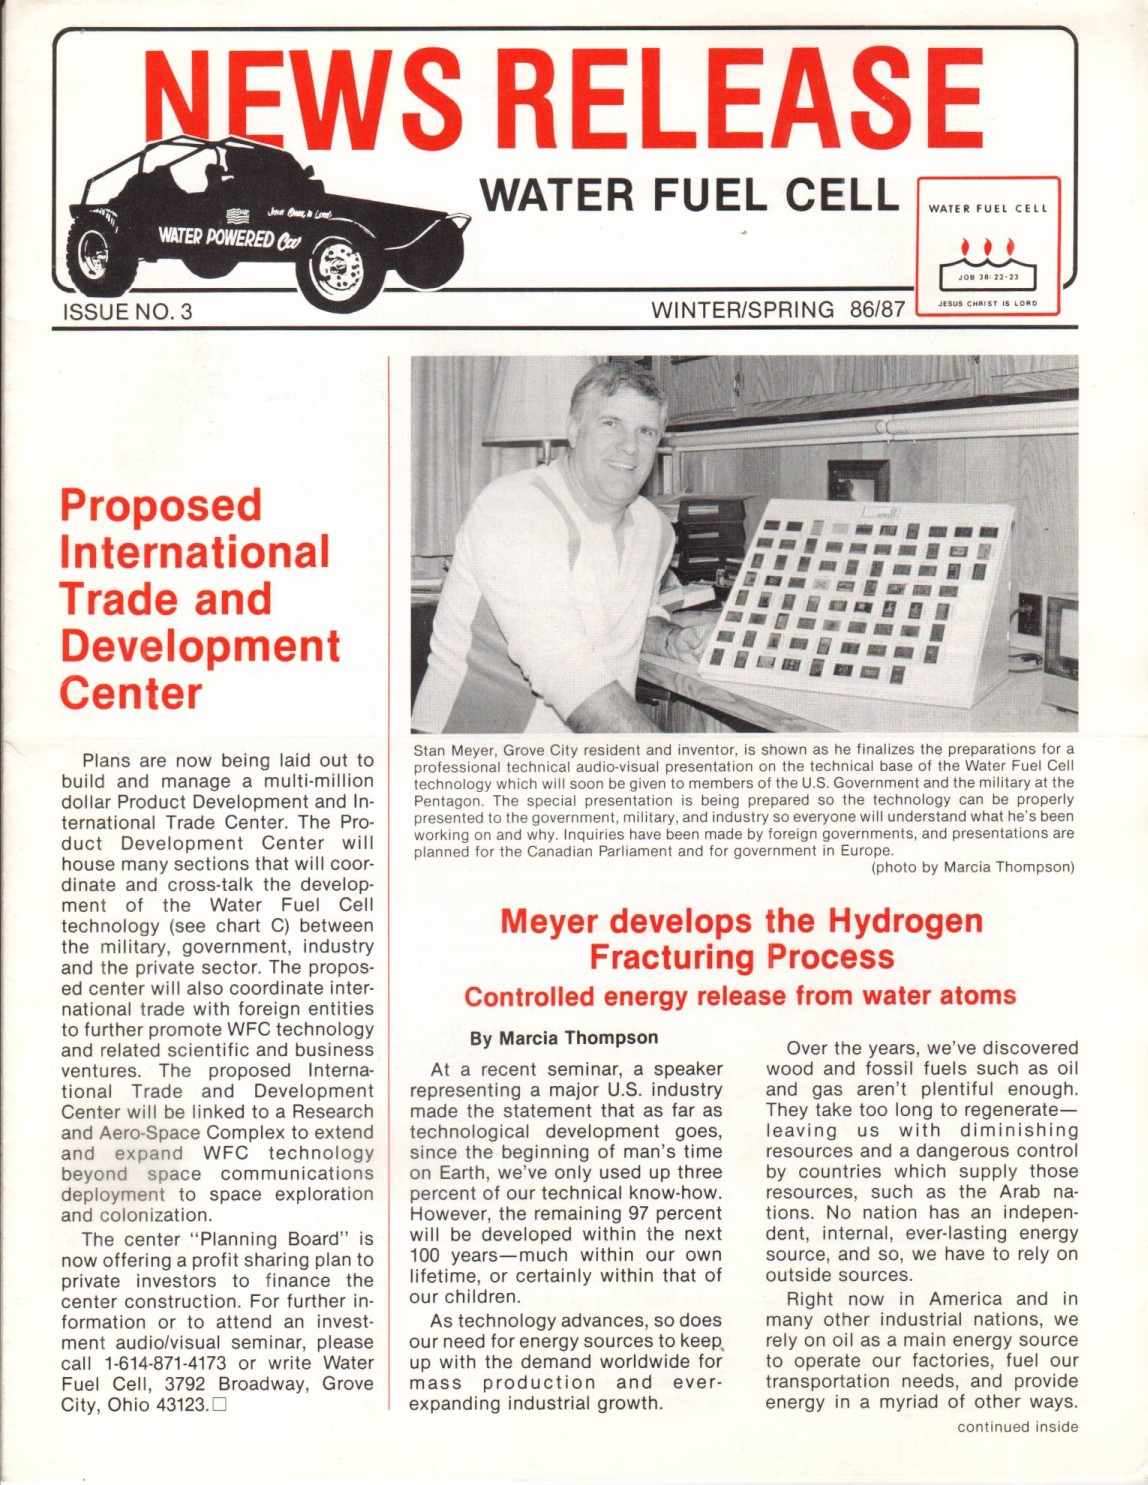 NEWS RELEASE
WATER FUEL CELL
Jesus Christ is Lord
WATER POWERED Car
WATER FUEL CELL
JOB 38:22-23
JESUS CHRIST IS LORD
ISSUE NO. 3
WINTER/SPRING 86/87
Proposed
International
Trade and
Development
Center
Plans are now being laid out to
build and manage a multi-million
dollar Product Development and In-
ternational Trade Center. The Pro-
duct Development Center will
house many sections that will coor-
dinate and cross-talk the develop-
ment of the Water Fuel Cell
technology (see chart C) between
the military, government, industry
and the private sector. The propos-
ed center will also coordinate inter-
national trade with foreign entities
to further promote WFC technology
and related scientific and business
ventures. The proposed Interna-
tional Trade and Development
Center will be linked to a Research
and Aero-Space Complex to extend
and expand WFC technology
beyond space communications
deployment to space exploration
and colonization.
The center "Planning Board" is
now offering a profit sharing plan to
private investors to finance the
center construction. For further in-
formation or to attend an invest-
ment audio/visual seminar, please
call 1-614-871-4173 or write Water
Fuel Cell, 3792 Broadway, Grove
City, Ohio 43123.□
Stan Meyer, Grove City resident and inventor, is shown as he finalizes the preparations for a
professional technical audio-visual presentation on the technical base of the Water Fuel Cell
technology which will soon be given to members of the U.S. Government and the military at the
Pentagon. The special presentation is being prepared so the technology can be properly
presented to the government, military, and industry so everyone will understand what he's been
working on and why. Inquiries have been made by foreign governments, and presentations are
planned for the Canadian Parliament and for government in Europe.
(photo by Marcia Thompson)
Meyer develops the Hydrogen
Fracturing Process
Controlled energy release from water atoms
By Marcia Thompson
At a recent seminar, a speaker
representing a major U.S. industry
made the statement that as far as
technological development goes,
since the beginning of man's time
on Earth, we've only used up three
percent of our technical know-how.
However, the remaining 97 percent
will be developed within the next
100 years—much within our own
lifetime, or certainly within that of
our children.
As technology advances, so does
our need for energy sources to keep
up with the demand worldwide for
mass production and ever-
expanding industrial growth.
Over the years, we've discovered
wood and fossil fuels such as oil
and gas aren't plentiful enough.
They take too long to regenerate—
leaving us with diminishing
resources and a dangerous control
by countries which supply those
resources, such as the Arab na-
tions. No nation has an indepen-
dent, internal, ever-lasting energy
source, and so, we have to rely on
outside sources.
Right now in America and in
many other industrial nations, we
rely on oil as a main energy source
to operate our factories, fuel our
transportation needs, and provide
energy in a myriad of other ways.
continued inside